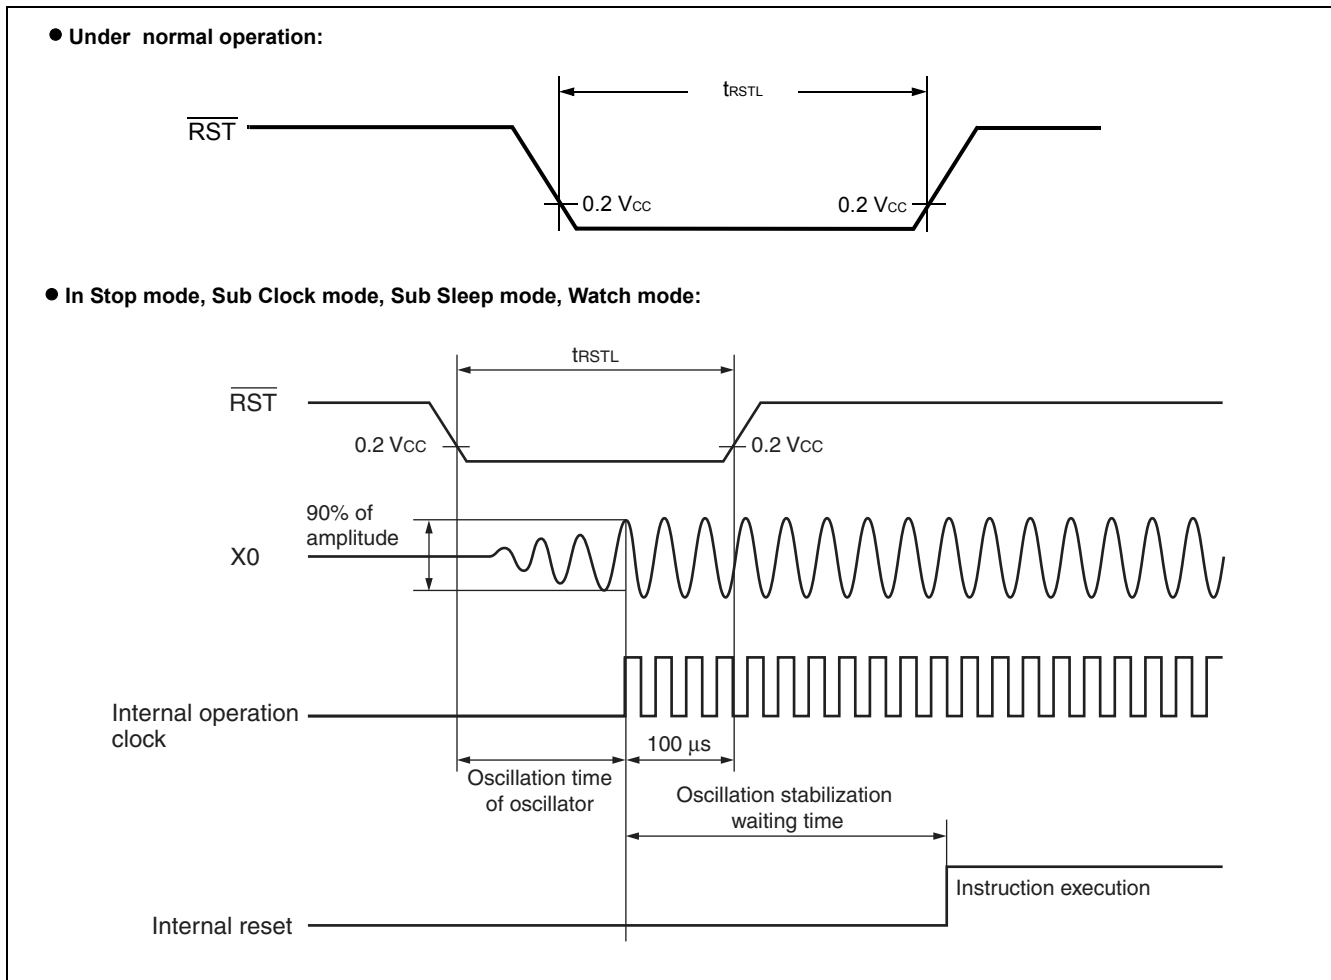 ● Under normal operation:
tRSTL
RST
0.2 VCC
0.2 VCC
● In Stop mode, Sub Clock mode, Sub Sleep mode, Watch mode:
tRSTL
RST
0.2 VCC
0.2 VCC
90% of
amplitude
X0
Internal operation
clock
100 μs
Oscillation time
of oscillator
Oscillation stabilization
waiting time
Instruction execution
Internal reset